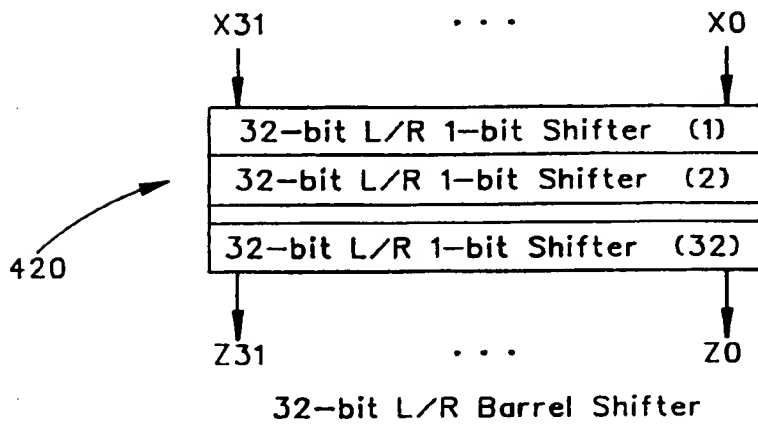 X31 ... X0
32-bit L/R 1-bit Shifter (1)
32-bit L/R 1-bit Shifter (2)
32-bit L/R 1-bit Shifter (32)
420
Z31 ... Z0
32-bit L/R Barrel Shifter